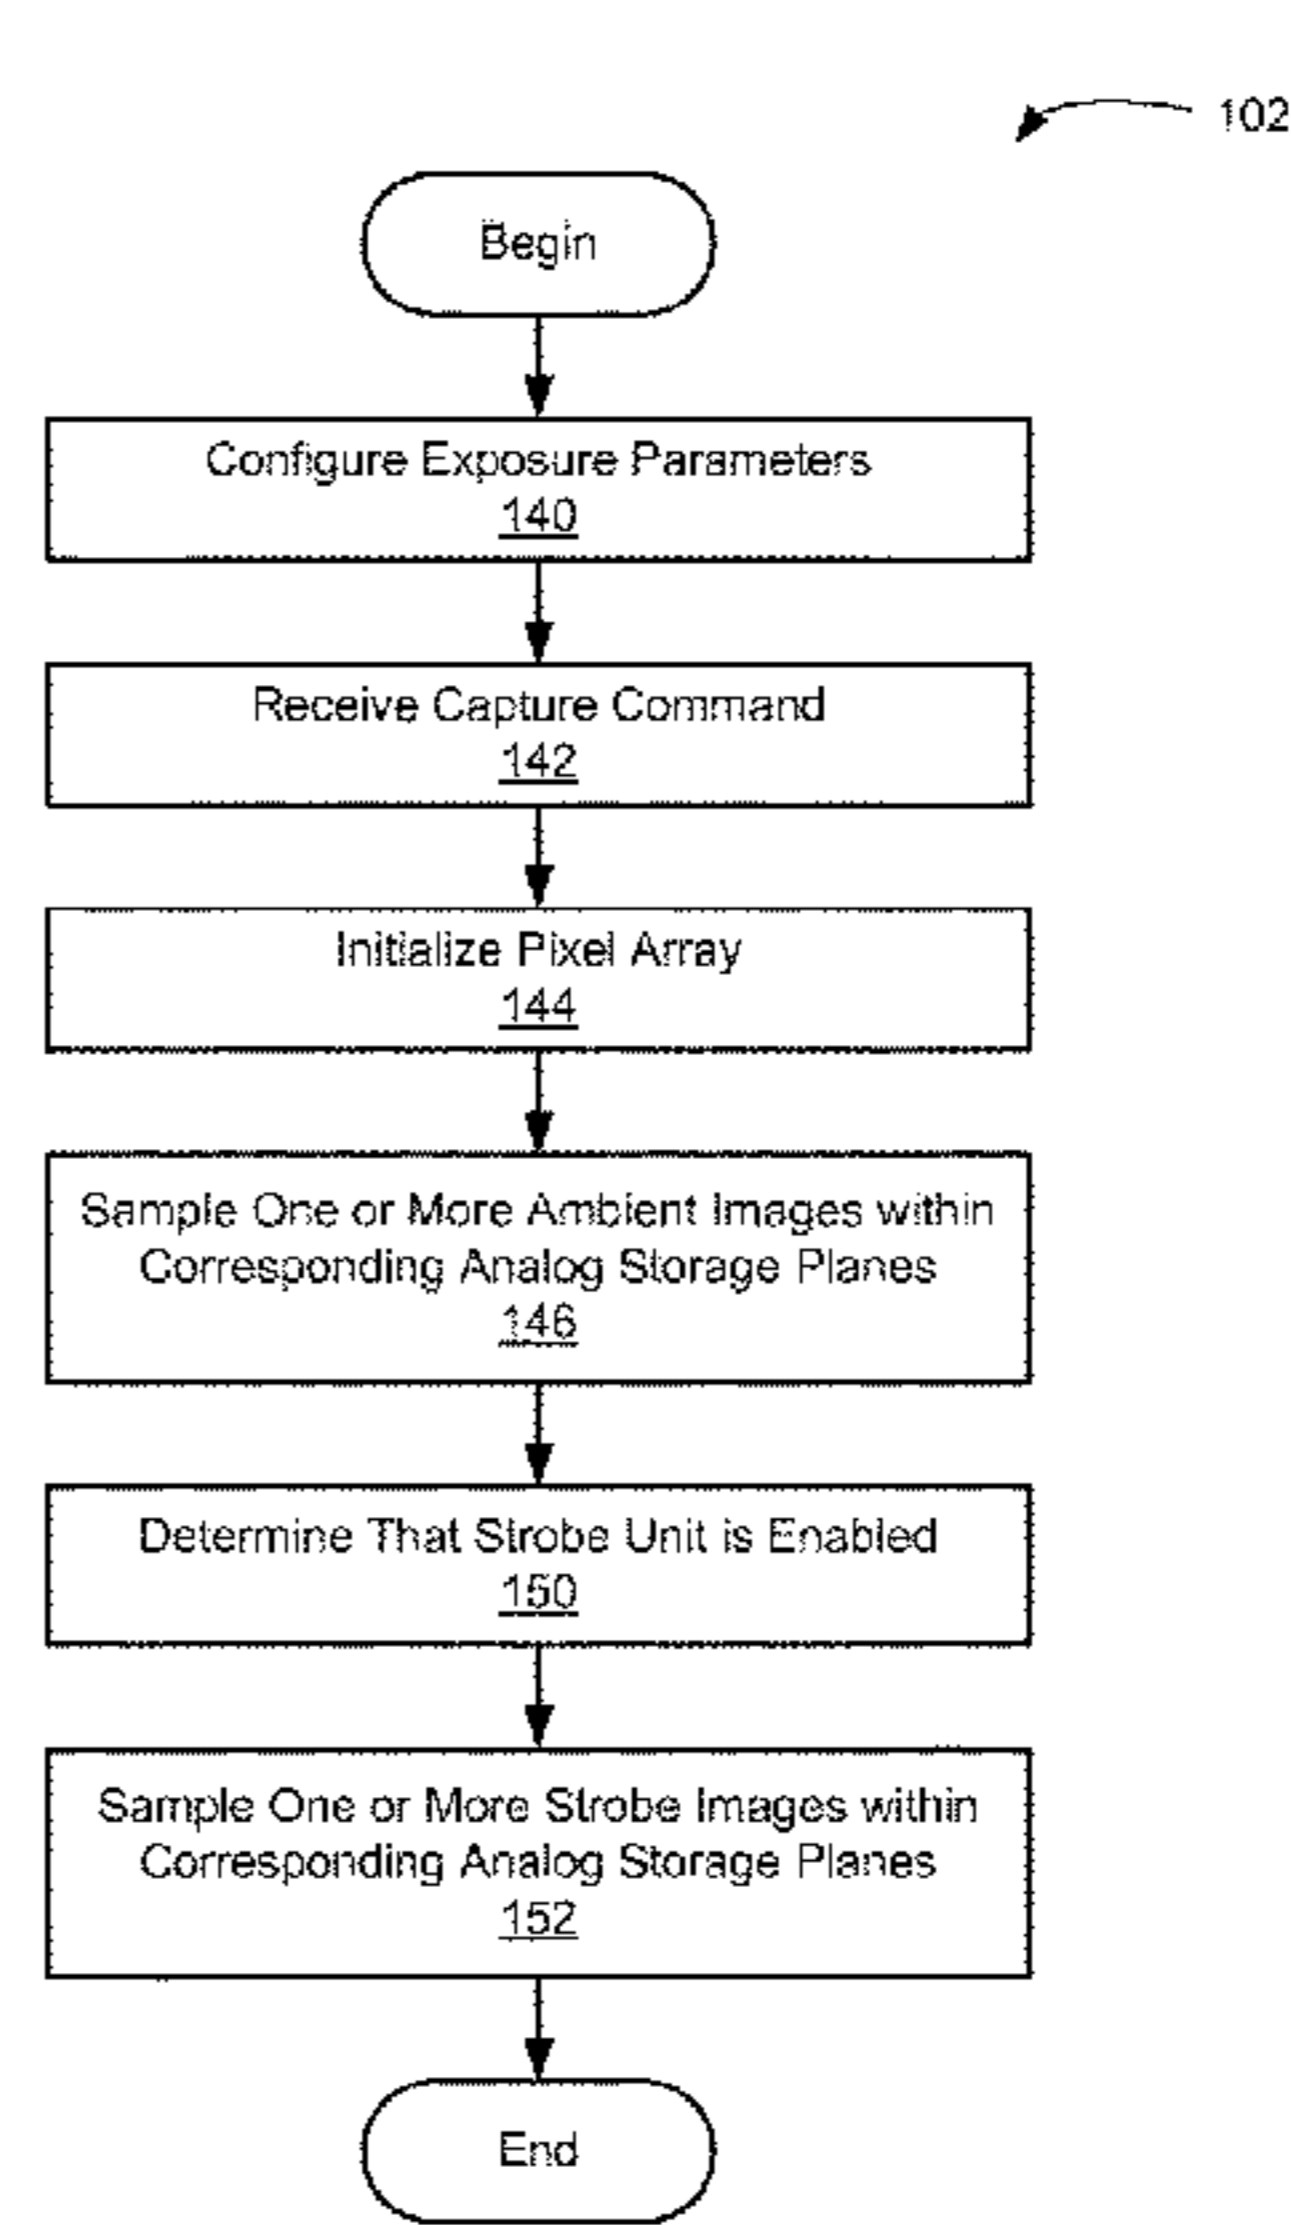 102
Begin
Configure Exposure Parameters
140
Receive Capture Command
142
Initialize Pixel Array
144
Sample One or More Ambient Images within
Corresponding Analog Storage Planes
146
Determine That Strobe Unit is Enabled
150
Sample One or More Strobe Images within
Corresponding Analog Storage Planes
152
End